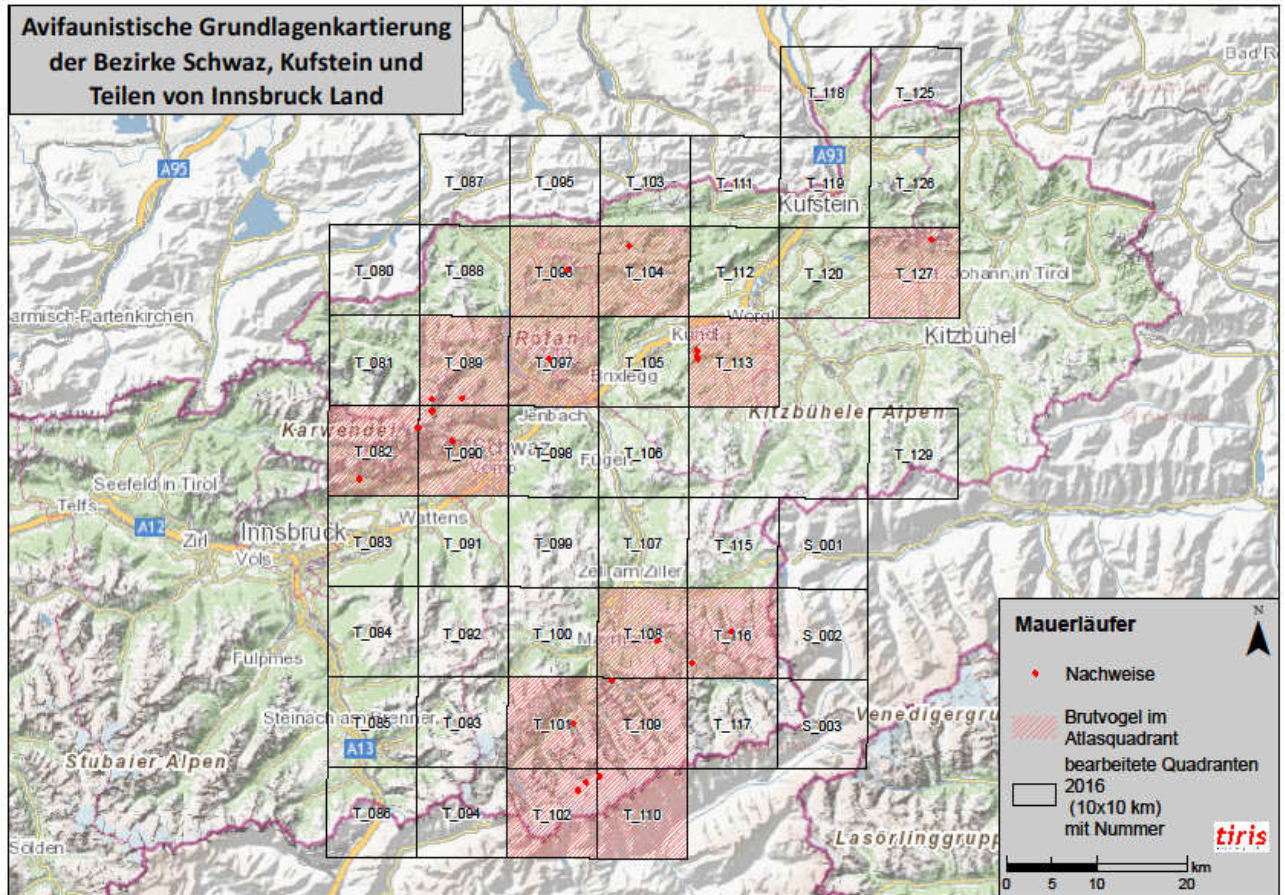 Avifaunistische Grundlagenkartierung
der Bezirke Schwaz, Kufstein und
Teilen von Innsbruck Land
T_118
T_125
A95
A93
T_087
T_095
T_103
T_111
T_119
T_126
Kufstein
T_080
T_088
T_096
T_104
T_112
T_120
T_127
Johann in Tirol
armisch-Partenkirchen
Wörgl
Kitzbühel
T_081
T_089
Rofan
T_097
T_105
Kundl
T_113
Brixlegg
Jenbach
Kitzbüheler Alpen
Karwendel
T_082
T_090
Schwaz
Vomp
T_098
Fügen
T_106
T_129
Seefeld in Tirol
Telfs
A12
Zirl
Innsbruck
Völs
Wattens
T_083
T_091
T_099
T_107
T_115
S_001
Zell am Ziller
T_084
T_092
T_100
T_108
T_116
S_002
Fulpmes
Steinach am Brenner
T_085
T_093
T_101
T_109
T_117
S_003
A13
Stubaier Alpen
Venedigergru
T_086
T_094
T_102
T_110
Sölden
Lasörlinggrupp
N
Mauerläufer
Nachweise
Brutvogel im
Atlasquadrant
bearbeitete Quadranten
2016
(10x10 km)
mit Nummer
tiris
km
0 5 10 20